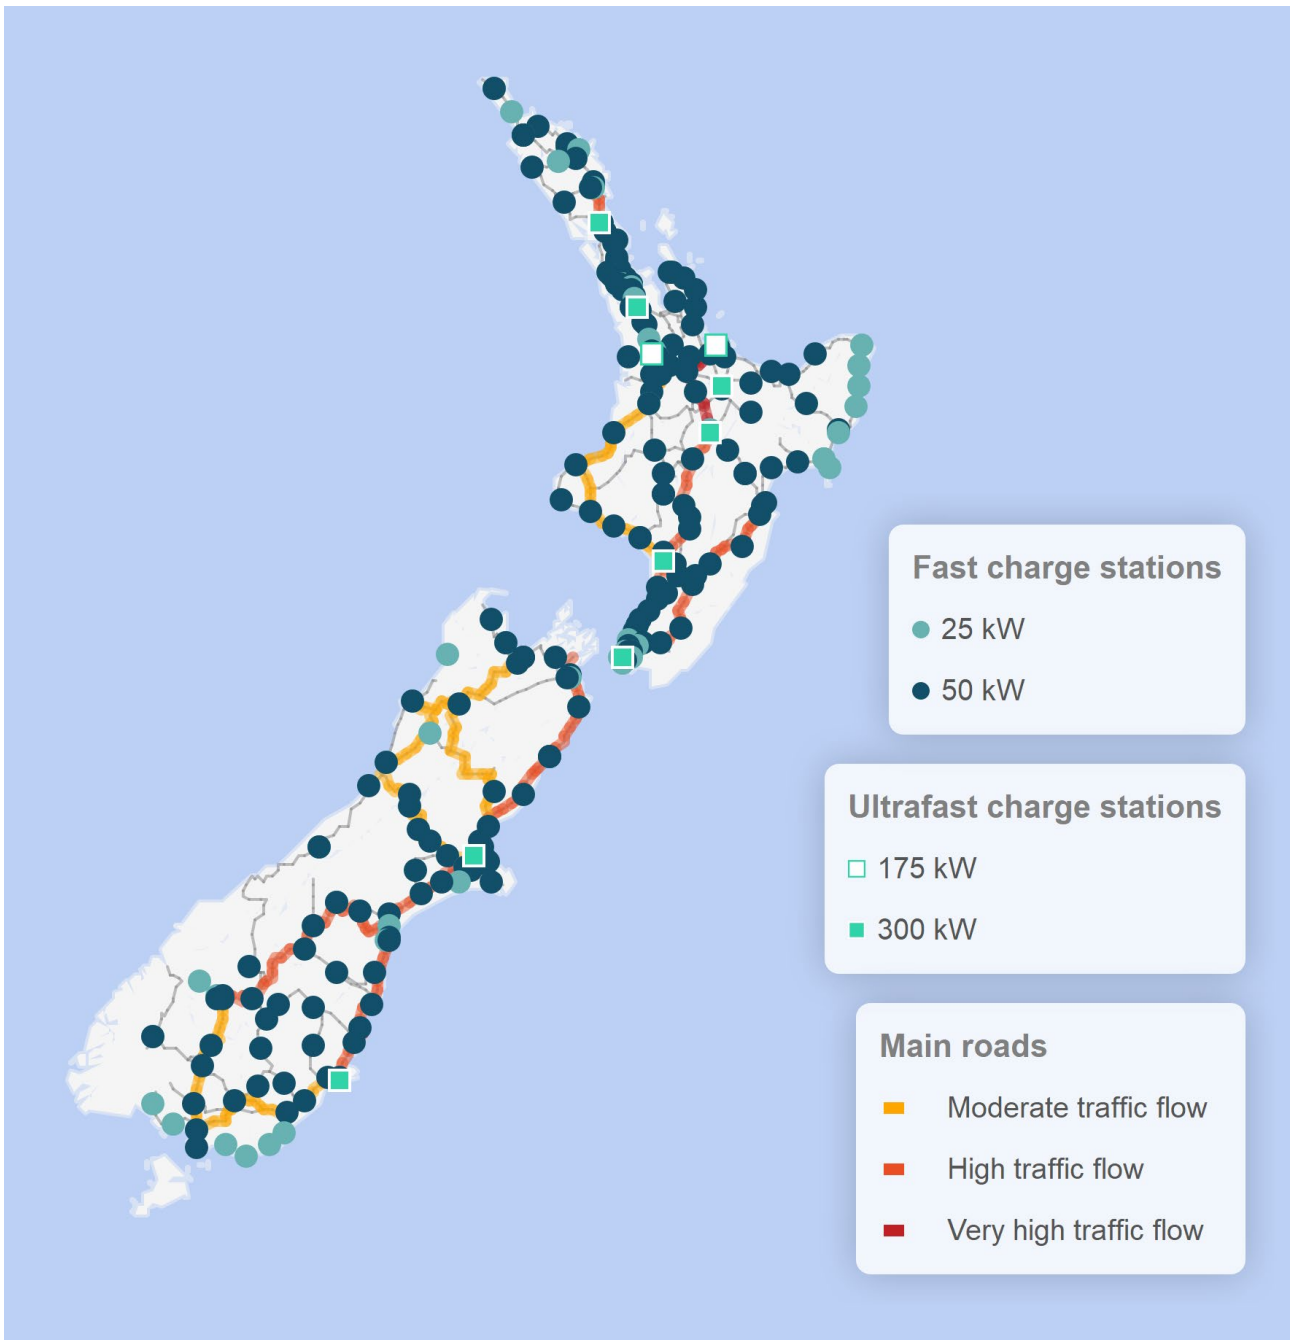 Fast charge stations
25 kW
50 kW
Ultrafast charge stations
175 kW
300 kW
Main roads
Moderate traffic flow
High traffic flow
Very high traffic flow